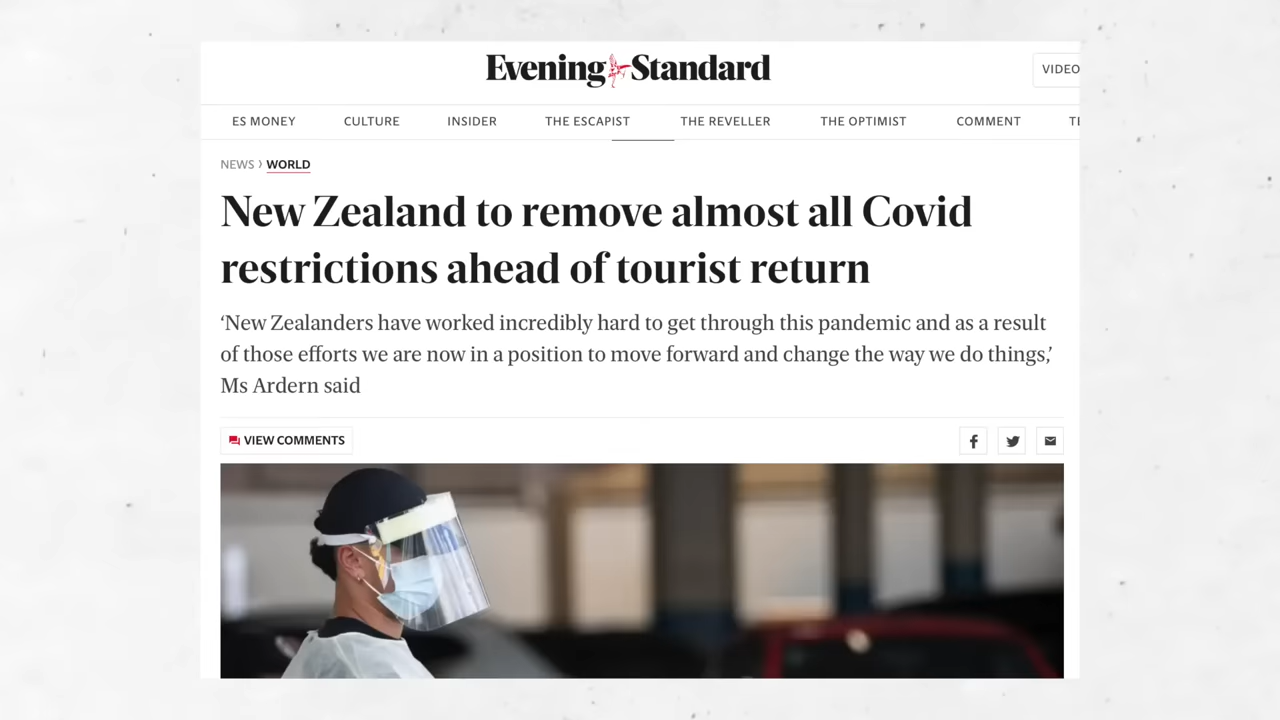 Evening Standard
VIDEO
ES MONEY CULTURE INSIDER THE ESCAPIST THE REVELLER THE OPTIMIST COMMENT
NEWS › WORLD
New Zealand to remove almost all Covid
restrictions ahead of tourist return
‘New Zealanders have worked incredibly hard to get through this pandemic and as a result
of those efforts we are now in a position to move forward and change the way we do things,’
Ms Ardern said
VIEW COMMENTS